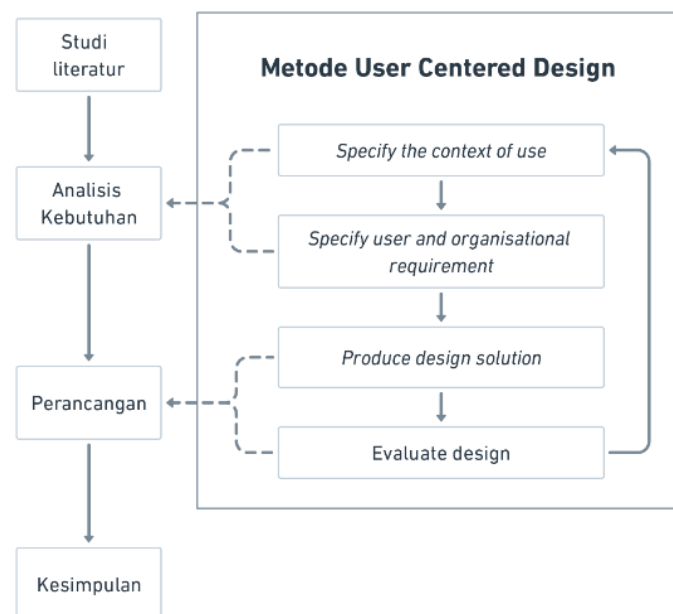 Studi
literatur
Metode User Centered Design
Specify the context of use
Analisis
Kebutuhan
Specify user and organisational
requirement
Produce design solution
Perancangan
Evaluate design
Kesimpulan